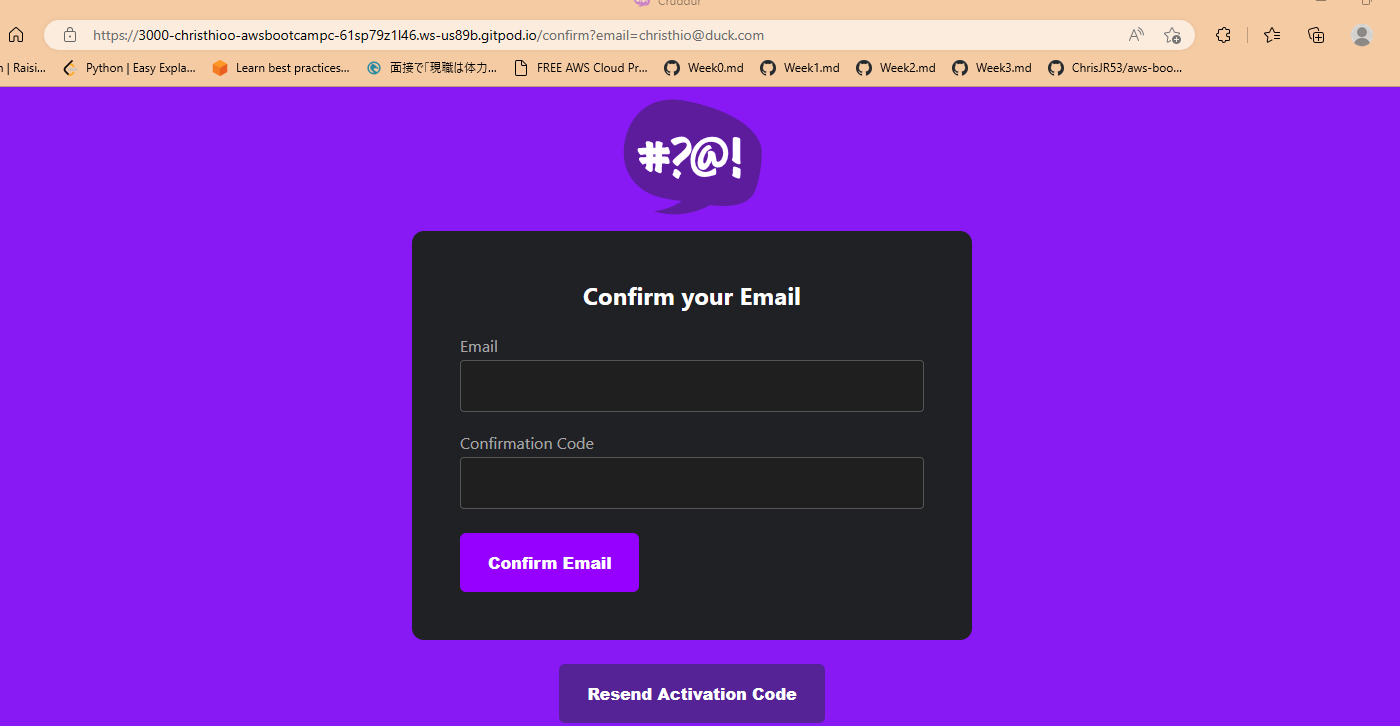 Cruddur
https://3000-christhioo-awsbootcampc-61sp79z1l46.ws-us89b.gitpod.io/confirm?email=christhio@duck.com
n | Raisi... Python | Easy Expla... Learn best practices... 面接で「現職は体力... FREE AWS Cloud Pr... Week0.md Week1.md Week2.md Week3.md ChrisJR53/aws-boo...
#?@!
Confirm your Email
Email
Confirmation Code
Confirm Email
Resend Activation Code